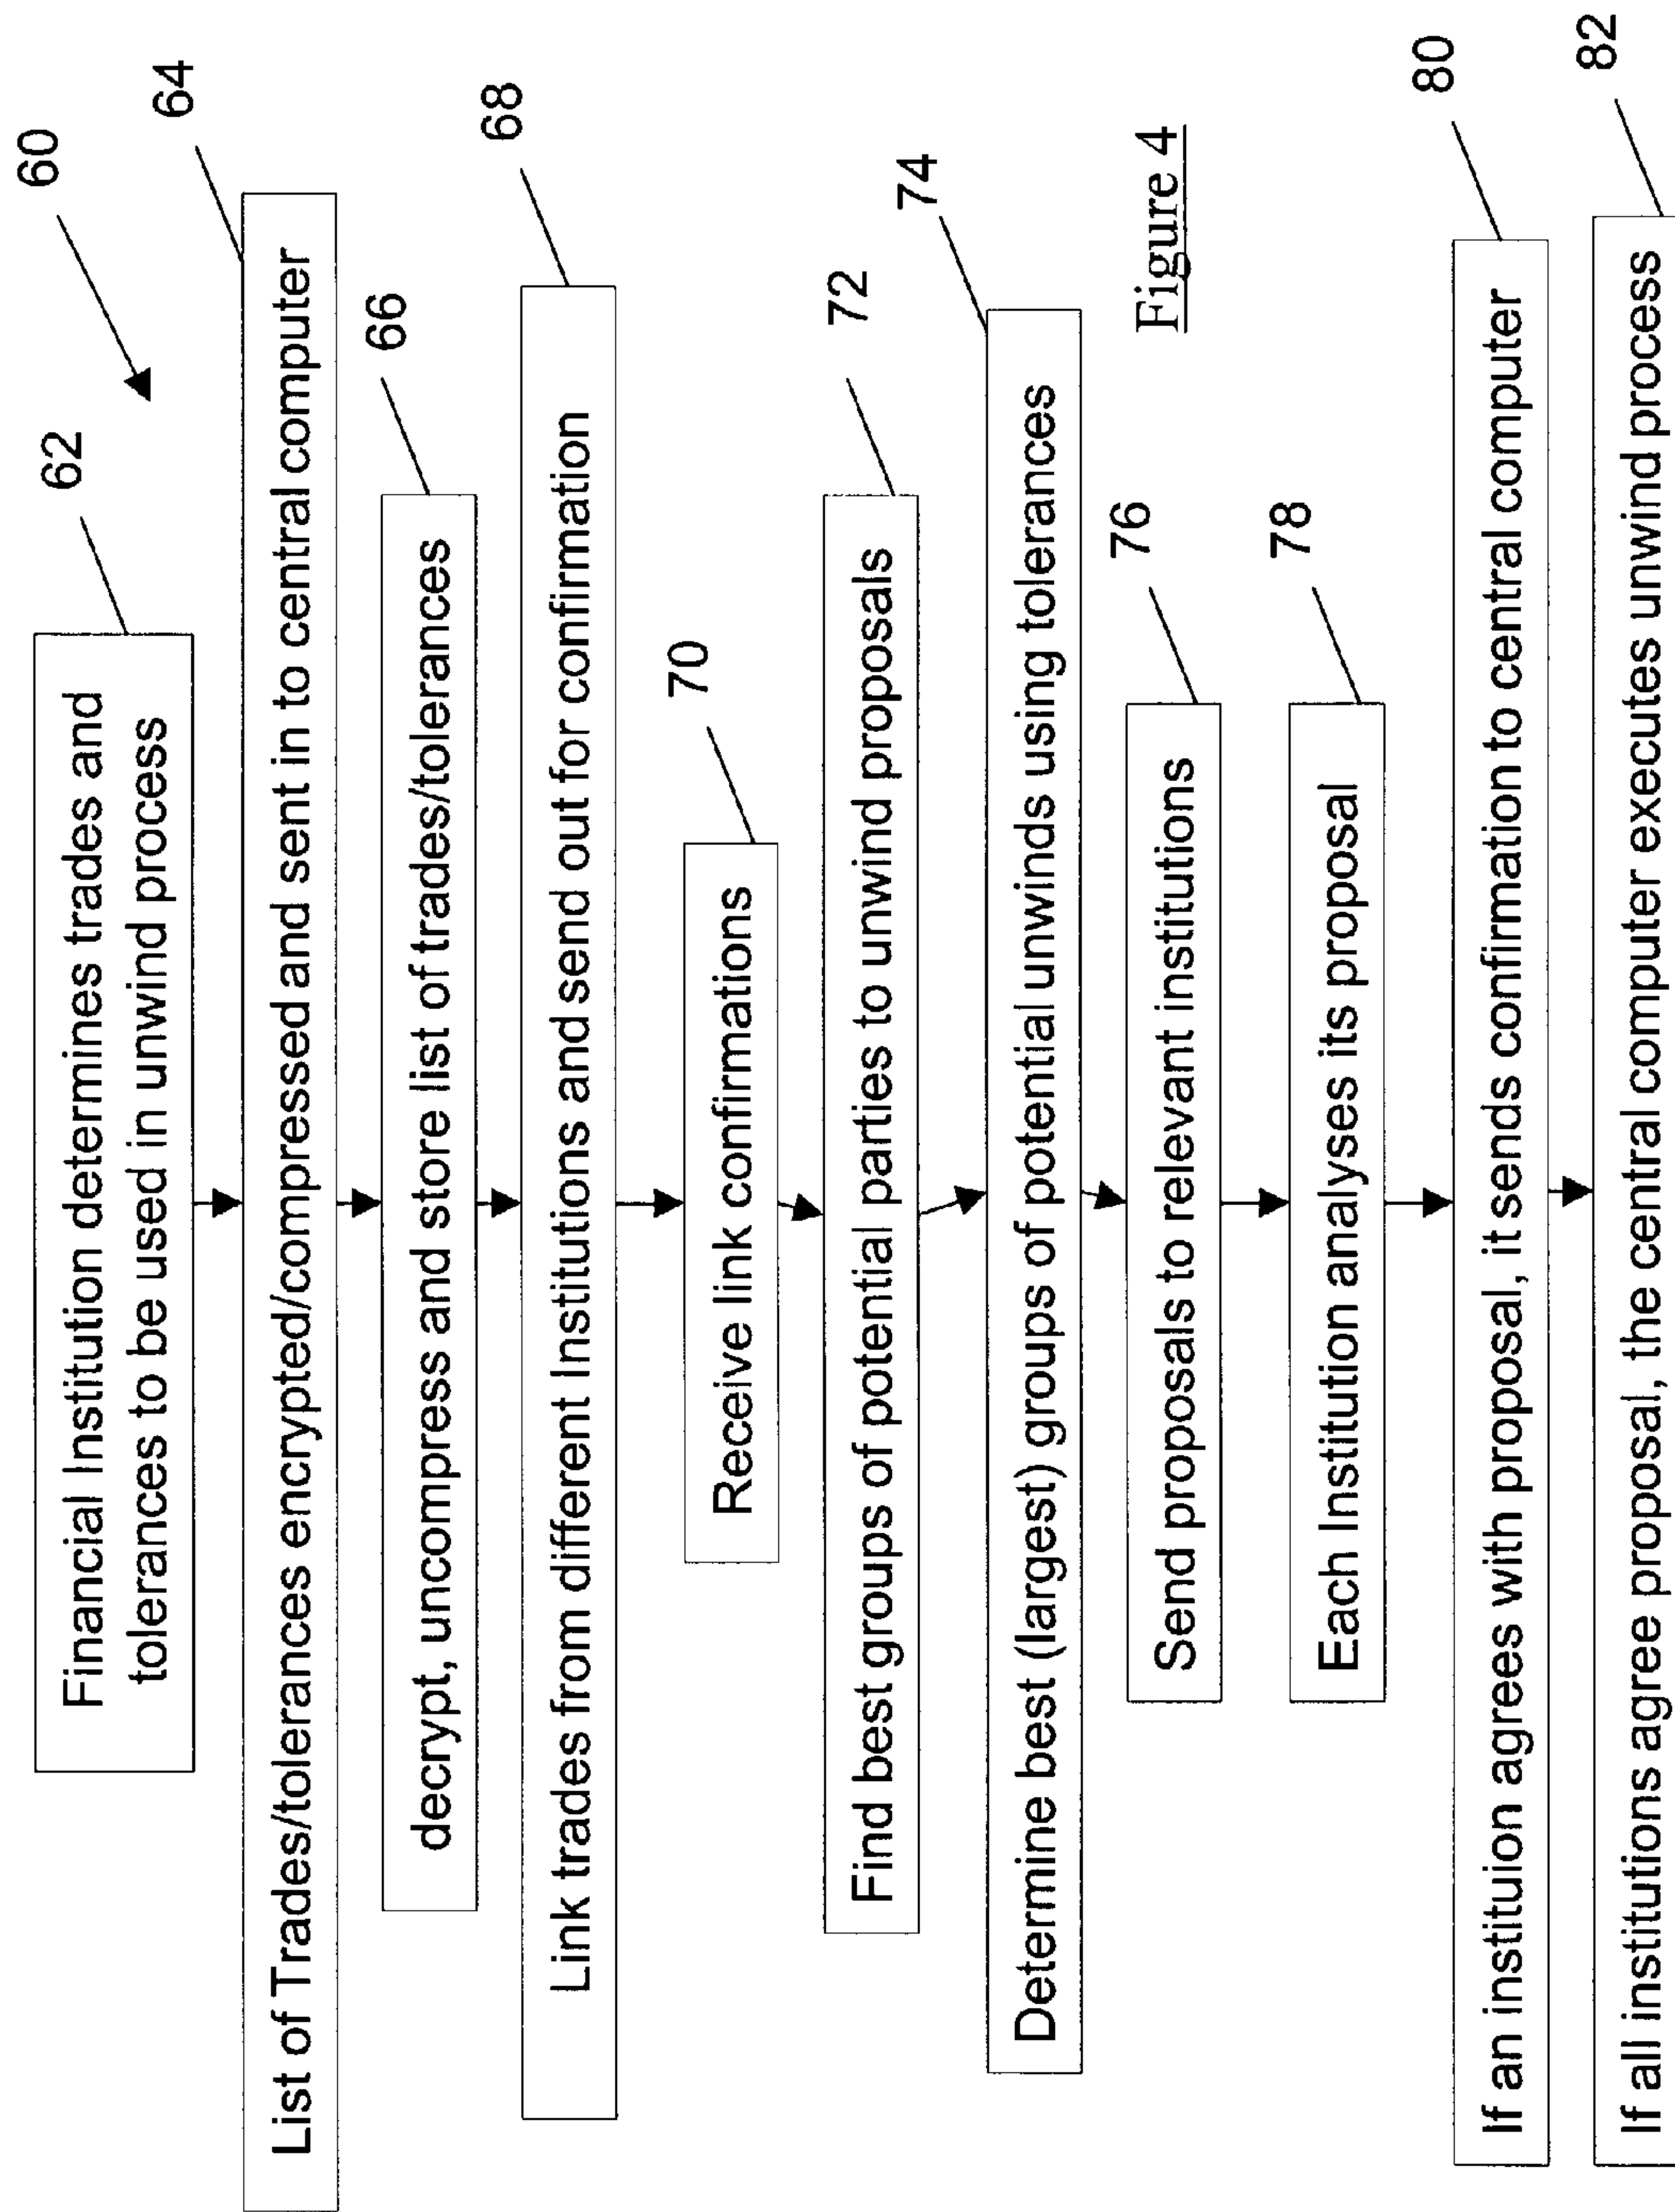 60
62
Financial Institution determines trades and
tolerances to be used in unwind process
64
List of Trades/tolerances encrypted/compressed and sent in to central computer
66
decrypt, uncompress and store list of trades/tolerances
68
Link trades from different Institutions and send out for confirmation
70
Receive link confirmations
72
Find best groups of potential parties to unwind proposals
74
Determine best (largest) groups of potential unwinds using tolerances
76
Send proposals to relevant institutions
78
Each Institution analyses its proposal
80
If an instituion agrees with proposal, it sends confirmation to central computer
82
If all institutions agree proposal, the central computer executes unwind process
Figure 4